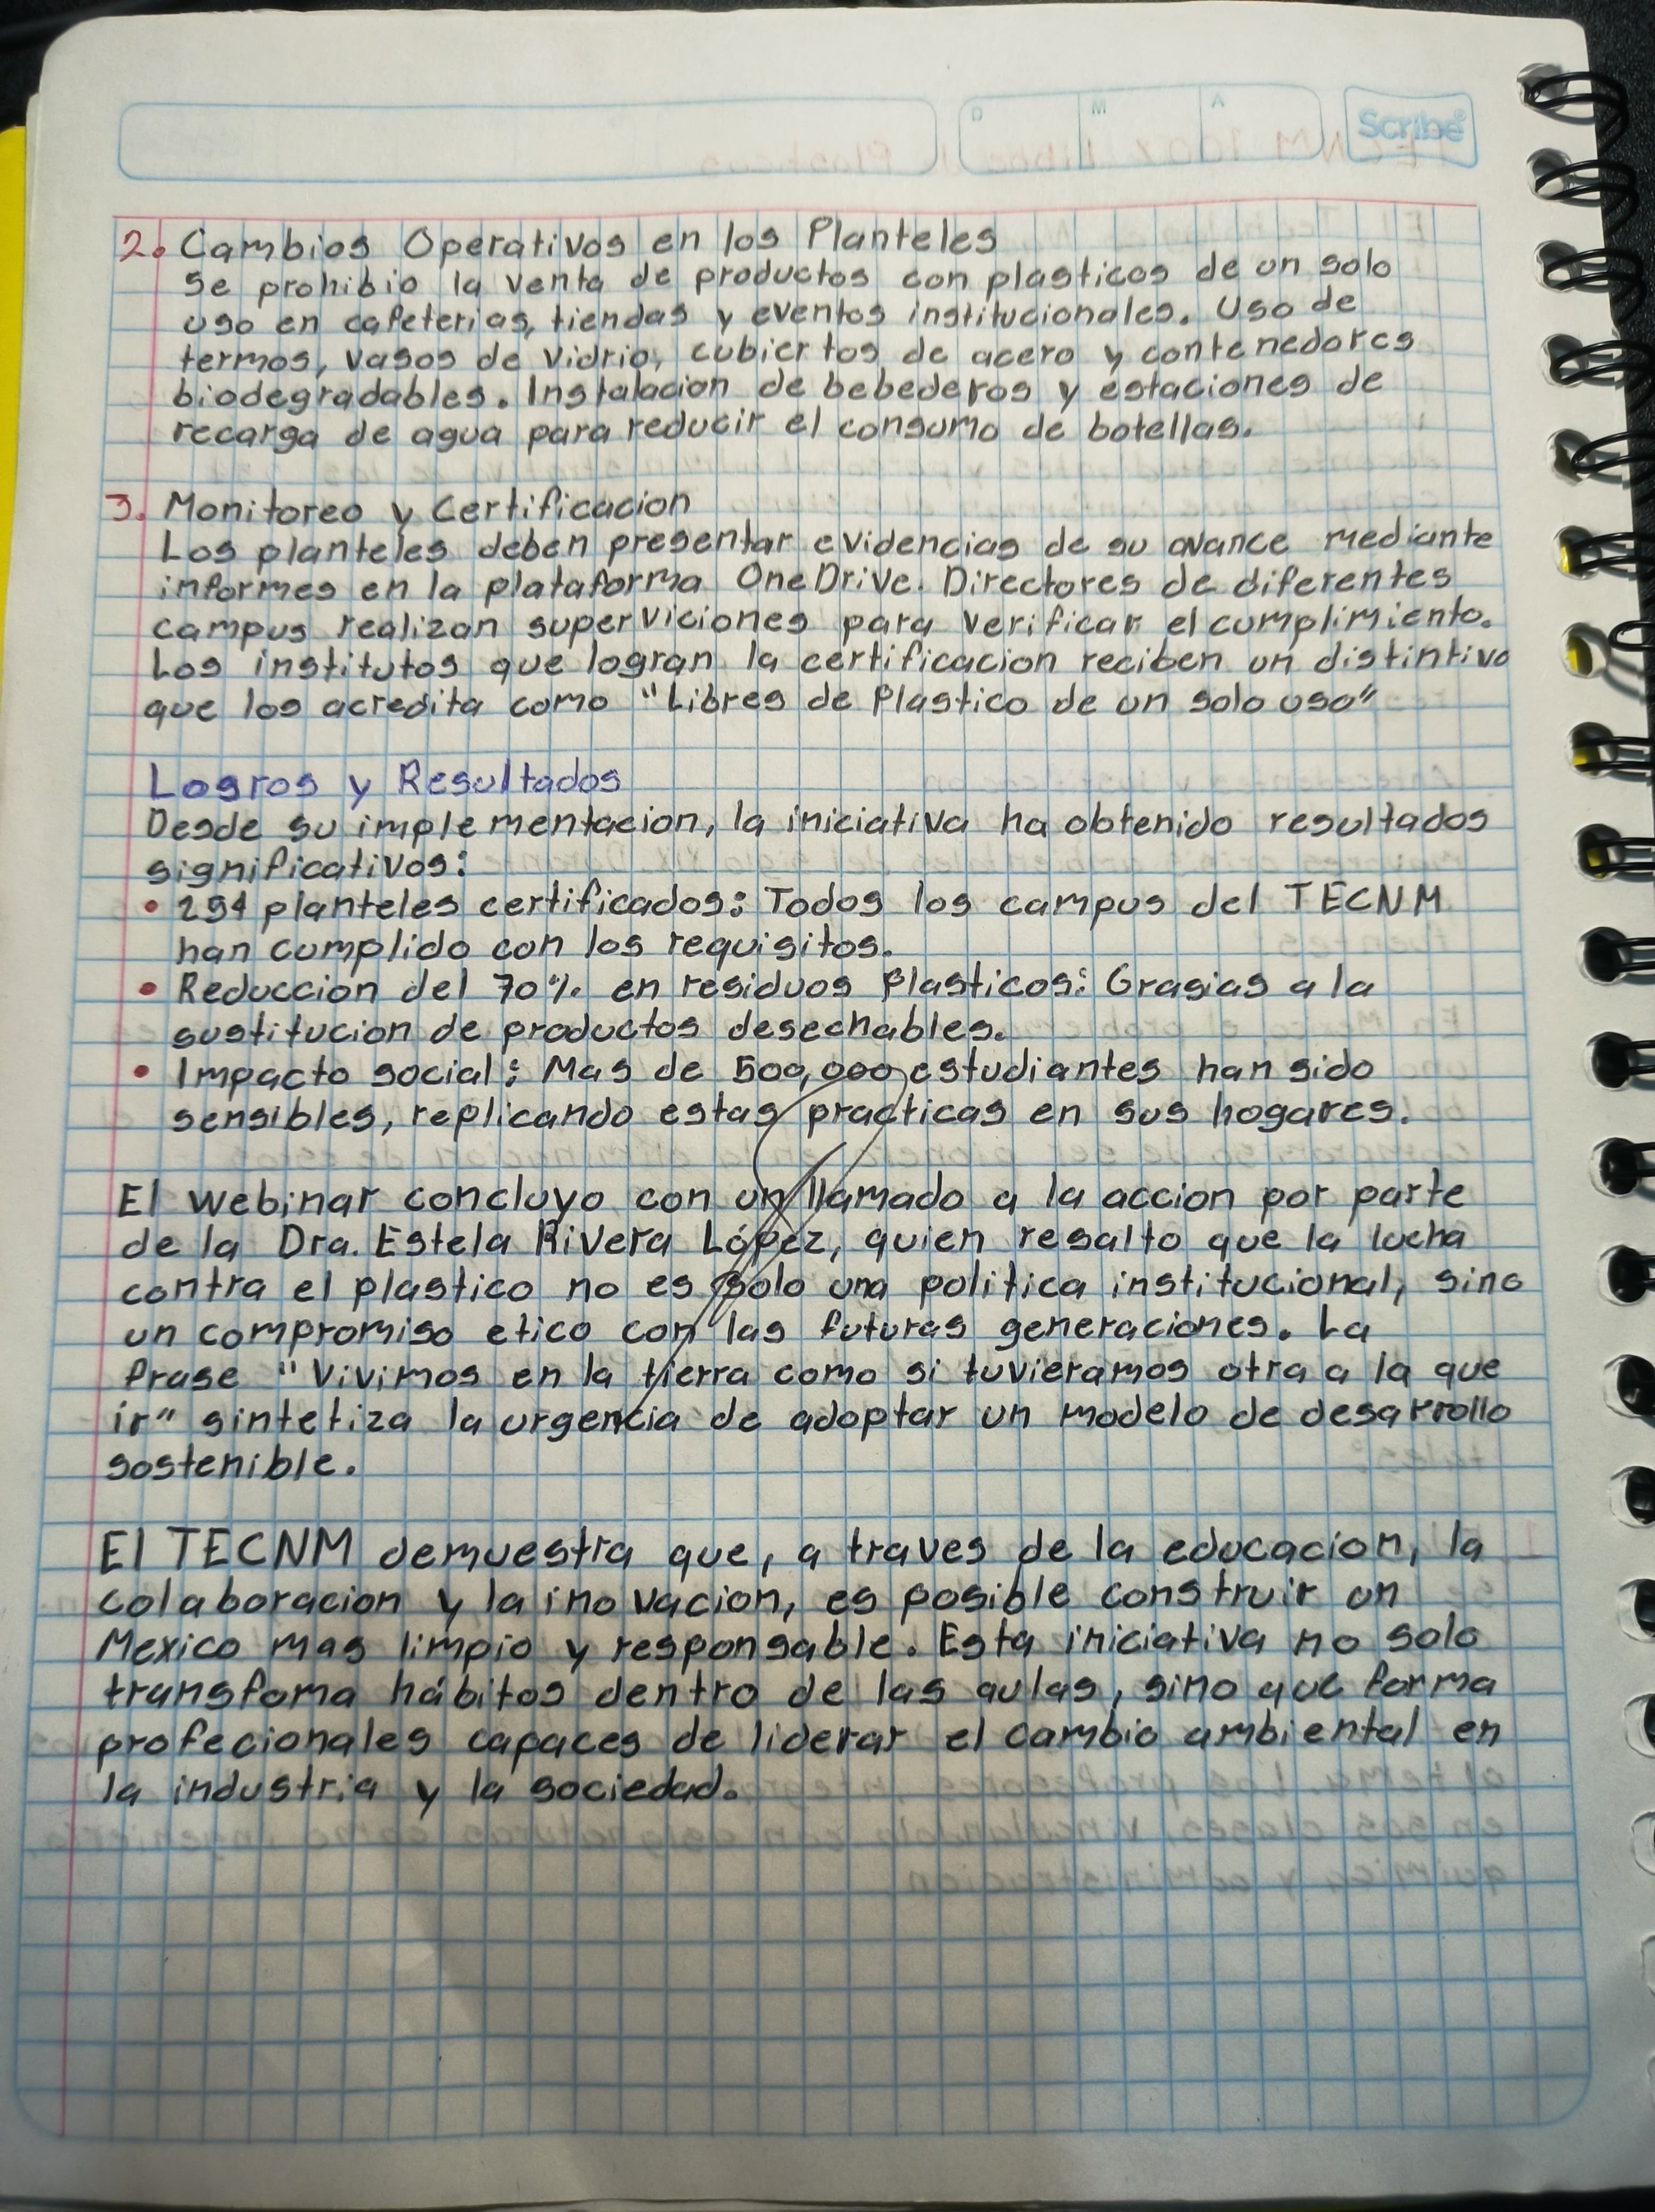 D M A
Scribe
2. Cambios Operativos en los Planteles
Se prohibio la venta de productos con plasticos de un solo
uso en cafeterias, tiendas y eventos institucionales. Uso de
termos, vasos de vidrio, cubiertos de acero y contenedores
biodegradables. Instalacion de bebederos y estaciones de
recarga de agua para reducir el consumo de botellas.
3. Monitoreo y Certificacion
Los planteles deben presentar evidencias de su avance mediante
informes en la plataforma OneDrive. Directores de diferentes
campus realizan superviciones para verificar el cumplimiento.
Los institutos que logran la certificacion reciben un distintivo
que los acredita como "Libres de Plastico de un solo uso"
Logros y Resultados
Desde su implementacion, la iniciativa ha obtenido resultados
significativos:
• 254 planteles certificados: Todos los campus del TECNM
han cumplido con los requisitos.
• Reduccion del 70% en residuos Plasticos: Grasias a la
sustitucion de productos desechables.
• Impacto social: Mas de 500,000 estudiantes han sido
sensibles, replicando estas practicas en sus hogares.
El webinar concluyo con un llamado a la accion por parte
de la Dra. Estela Rivera López, quien resalto que la lucha
contra el plastico no es solo una politica institucional, sino
un compromiso etico con las futuras generaciones. La
frase "Vivimos en la tierra como si tuvieramos otra a la que
ir" sintetiza la urgencia de adoptar un modelo de desarrollo
sostenible.
El TECNM demuestra que, a traves de la educacion, la
colaboracion y la inovacion, es posible construir un
Mexico mas limpio y responsable. Esta iniciativa no solo
transfoma hábitos dentro de las aulas, sino que forma
profecionales capaces de liderar el cambio ambiental en
la industria y la sociedad.